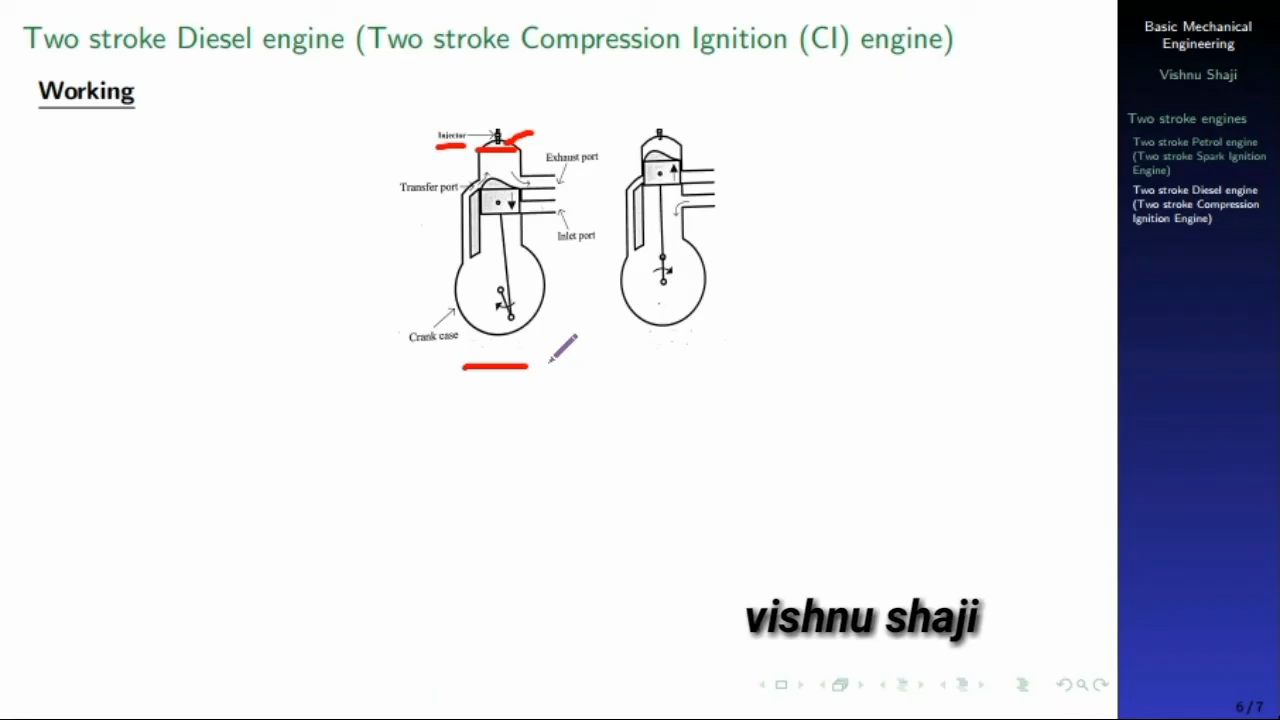 Two stroke Diesel engine (Two stroke Compression Ignition (CI) engine)
Working
Injector
Exhaust port
Transfer port
Inlet port
Crank case
vishnu shaji
Basic Mechanical
Engineering
Vishnu Shaji
Two stroke engines
Two stroke Petrol engine
(Two stroke Spark Ignition
Engine)
Two stroke Diesel engine
(Two stroke Compression
Ignition Engine)
6 / 7